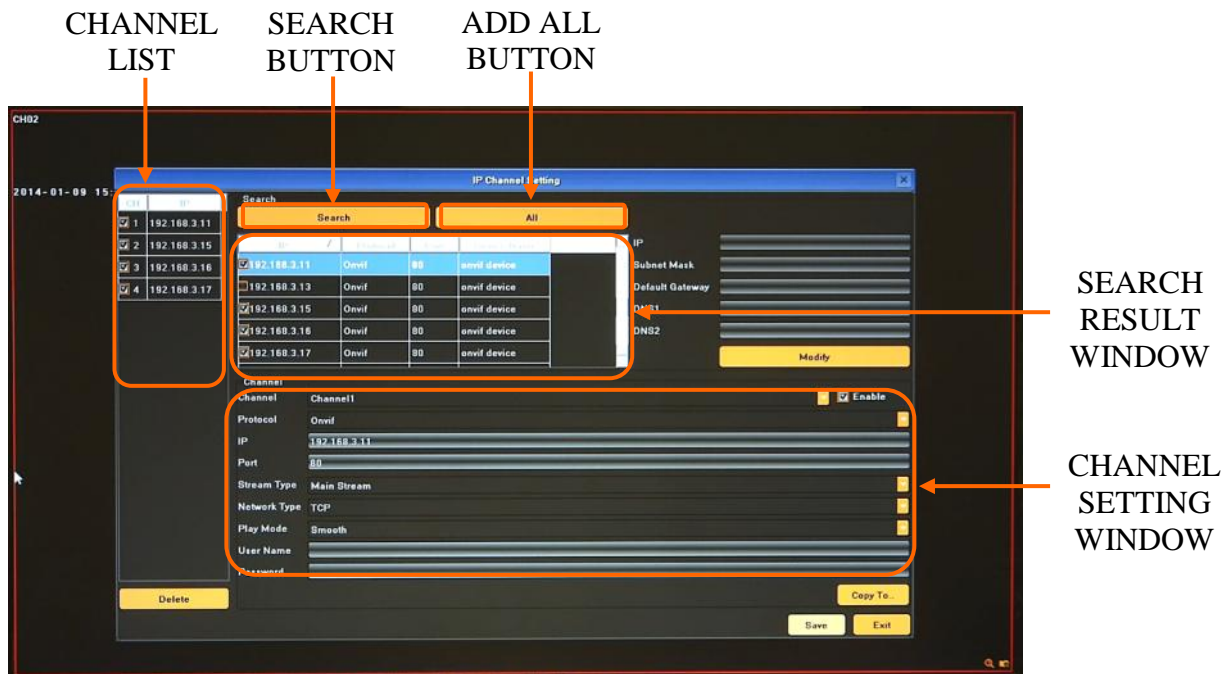 CHANNEL
LIST
SEARCH
BUTTON
ADD ALL
BUTTON
CH02
2014-01-09 15:
IP Channel Setting
CH IP
1 192.168.3.11
2 192.168.3.15
3 192.168.3.16
4 192.168.3.17
Delete
Search
Search All
IP
192.168.3.11 Onvif 80 onvif device
192.168.3.13 Onvif 80 onvif device
192.168.3.15 Onvif 80 onvif device
192.168.3.16 Onvif 80 onvif device
192.168.3.17 Onvif 80 onvif device
IP
Subnet Mask
Default Gateway
DNS1
DNS2
Modify
Channel
Channel Channel1 Enable
Protocol Onvif
IP 192.168.3.11
Port 80
Stream Type Main Stream
Network Type TCP
Play Mode Smooth
User Name
Password
Copy To..
Save Exit
SEARCH
RESULT
WINDOW
CHANNEL
SETTING
WINDOW